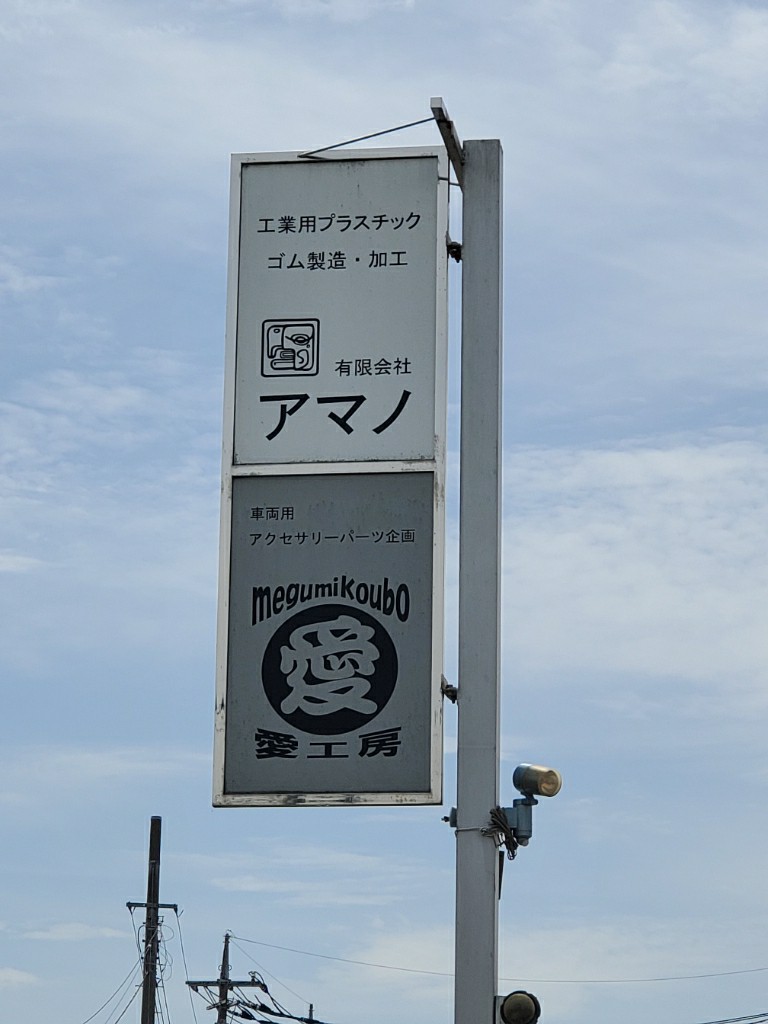 工業用プラスチック
ゴム製造・加工
有限会社
アマノ
車両用
アクセサリーパーツ企画
megumikoubo
愛
愛工房